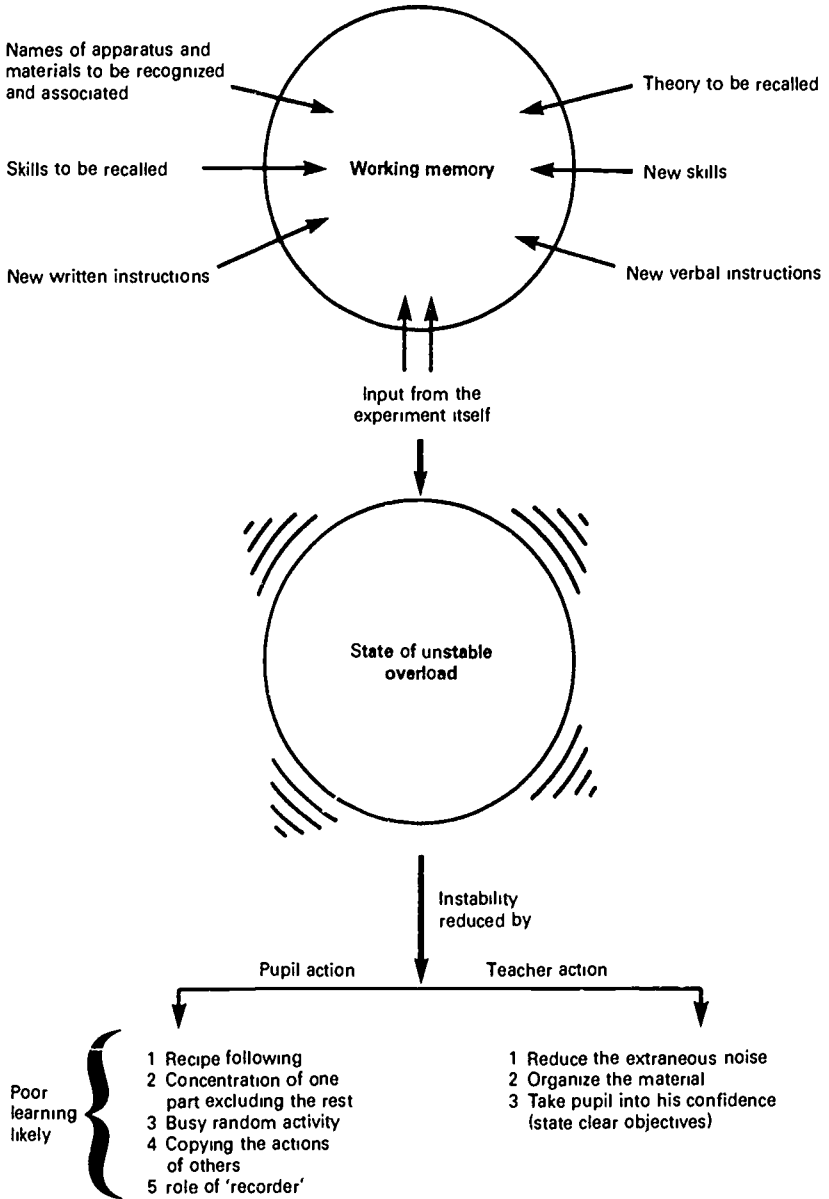 Names of apparatus and
materials to be recognized
and associated
Theory to be recalled
Skills to be recalled
Working memory
New skills
New written instructions
New verbal instructions
Input from the
experiment itself
State of unstable
overload
Instability
reduced by
Pupil action
Teacher action
Poor
learning
likely
1 Recipe following
2 Concentration of one
part excluding the rest
3 Busy random activity
4 Copying the actions
of others
5 role of 'recorder'
1 Reduce the extraneous noise
2 Organize the material
3 Take pupil into his confidence
(state clear objectives)